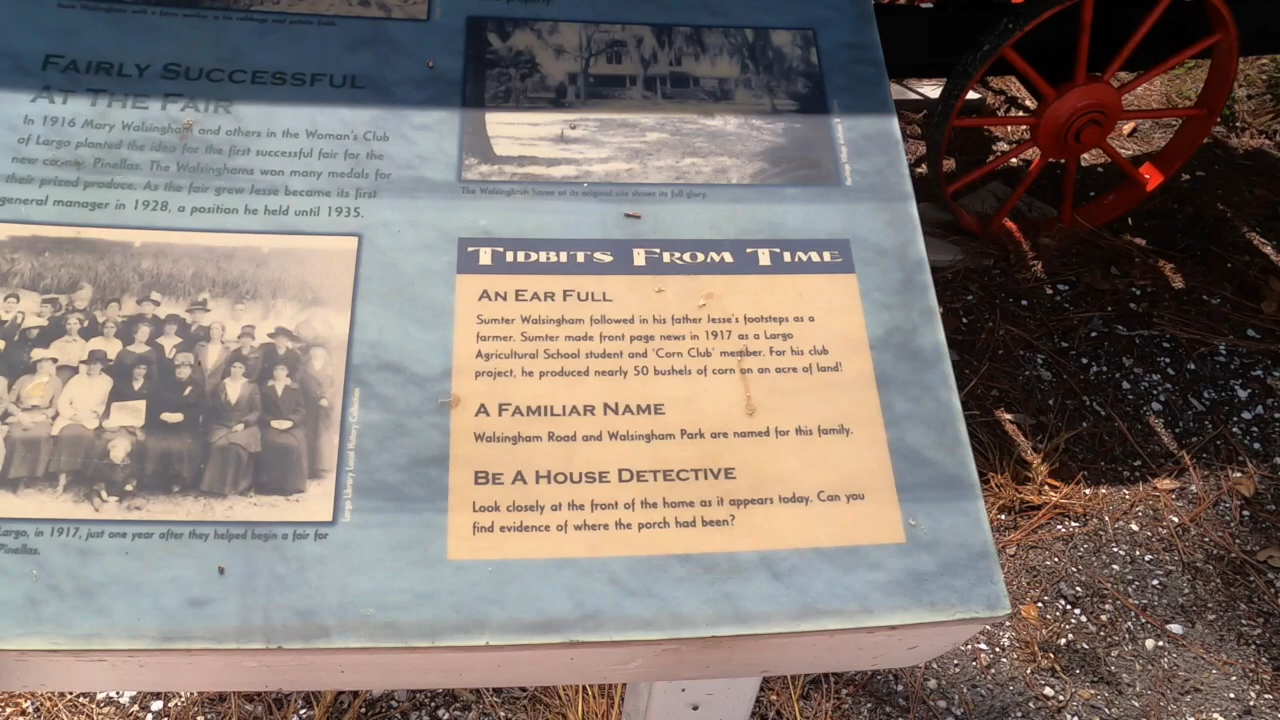 FAIRLY SUCCESSFUL
AT THE FAIR
In 1916 Mary Walsingham and others in the Woman's Club
of Largo planted the idea for the first successful fair for the
new county, Pinellas. The Walsinghams won many medals for
their prized produce. As the fair grew Jesse became its first
general manager in 1928, a position he held until 1935.
Largo Library Local History Collection
Largo, in 1917, just one year after they helped begin a fair for
Pinellas.
The Walsingham home at its original site shows its full glory.
TIDBITS FROM TIME
AN EAR FULL
Sumter Walsingham followed in his father Jesse's footsteps as a
farmer. Sumter made front page news in 1917 as a Largo
Agricultural School student and 'Corn Club' member. For his club
project, he produced nearly 50 bushels of corn on an acre of land!
A FAMILIAR NAME
Walsingham Road and Walsingham Park are named for this family.
BE A HOUSE DETECTIVE
Look closely at the front of the home as it appears today. Can you
find evidence of where the porch had been?